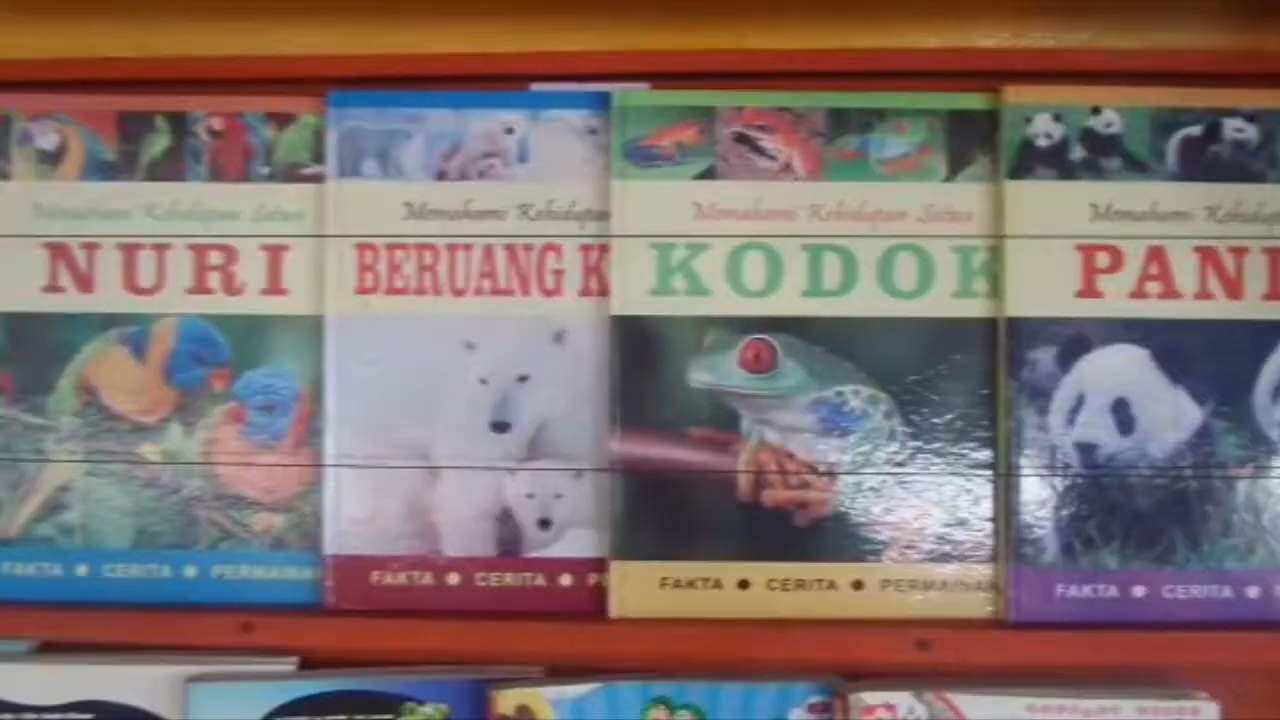 Memahami Kehidupan Satwa
NURI
FAKTA ● CERITA ● PERMAINAN
Memahami Kehidupan
BERUANG K
FAKTA ● CERITA ● P
Memahami Kehidupan Satwa
KODOK
FAKTA ● CERITA ● PERMAINAN
Memahami Kehidup
PAN
FAKTA ● CERITA ●